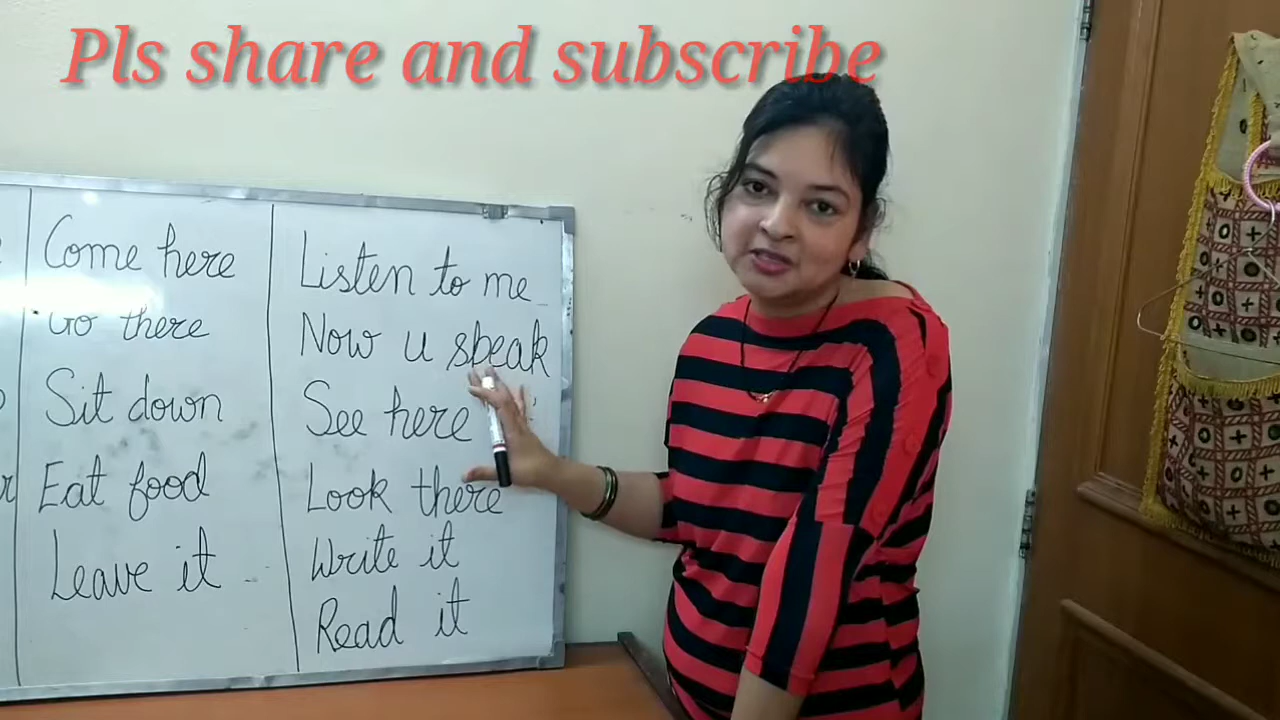 Pls share and subscribe
Come here
Go there
Sit down
Eat food
Leave it
Listen to me
Now u speak
See here
Look there
Write it
Read it